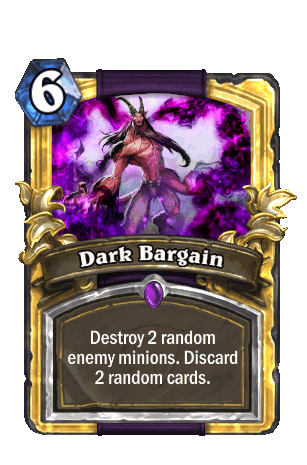 6
Dark Bargain
Destroy 2 random
enemy minions. Discard
2 random cards.